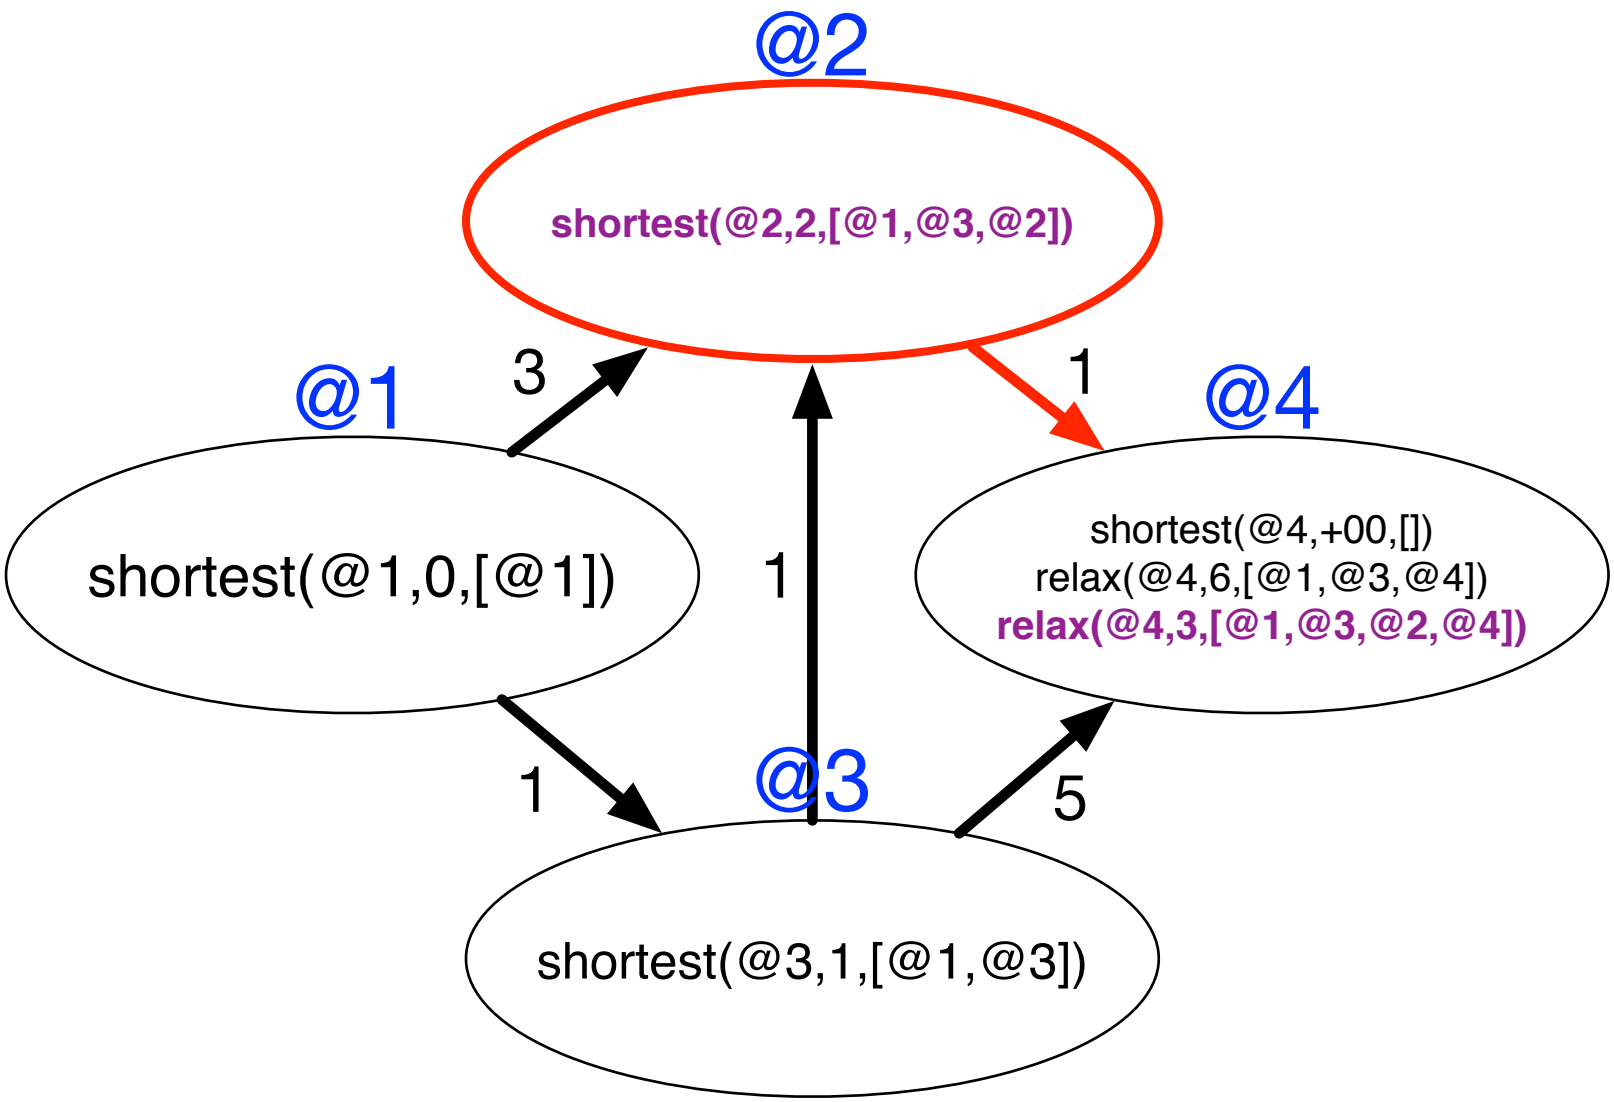 @2
shortest(@2,2,[@1,@3,@2])
3
1
@1
@4
shortest(@1,0,[@1])
1
shortest(@4,+00,[])
relax(@4,6,[@1,@3,@4])
relax(@4,3,[@1,@3,@2,@4])
1
@3
5
shortest(@3,1,[@1,@3])